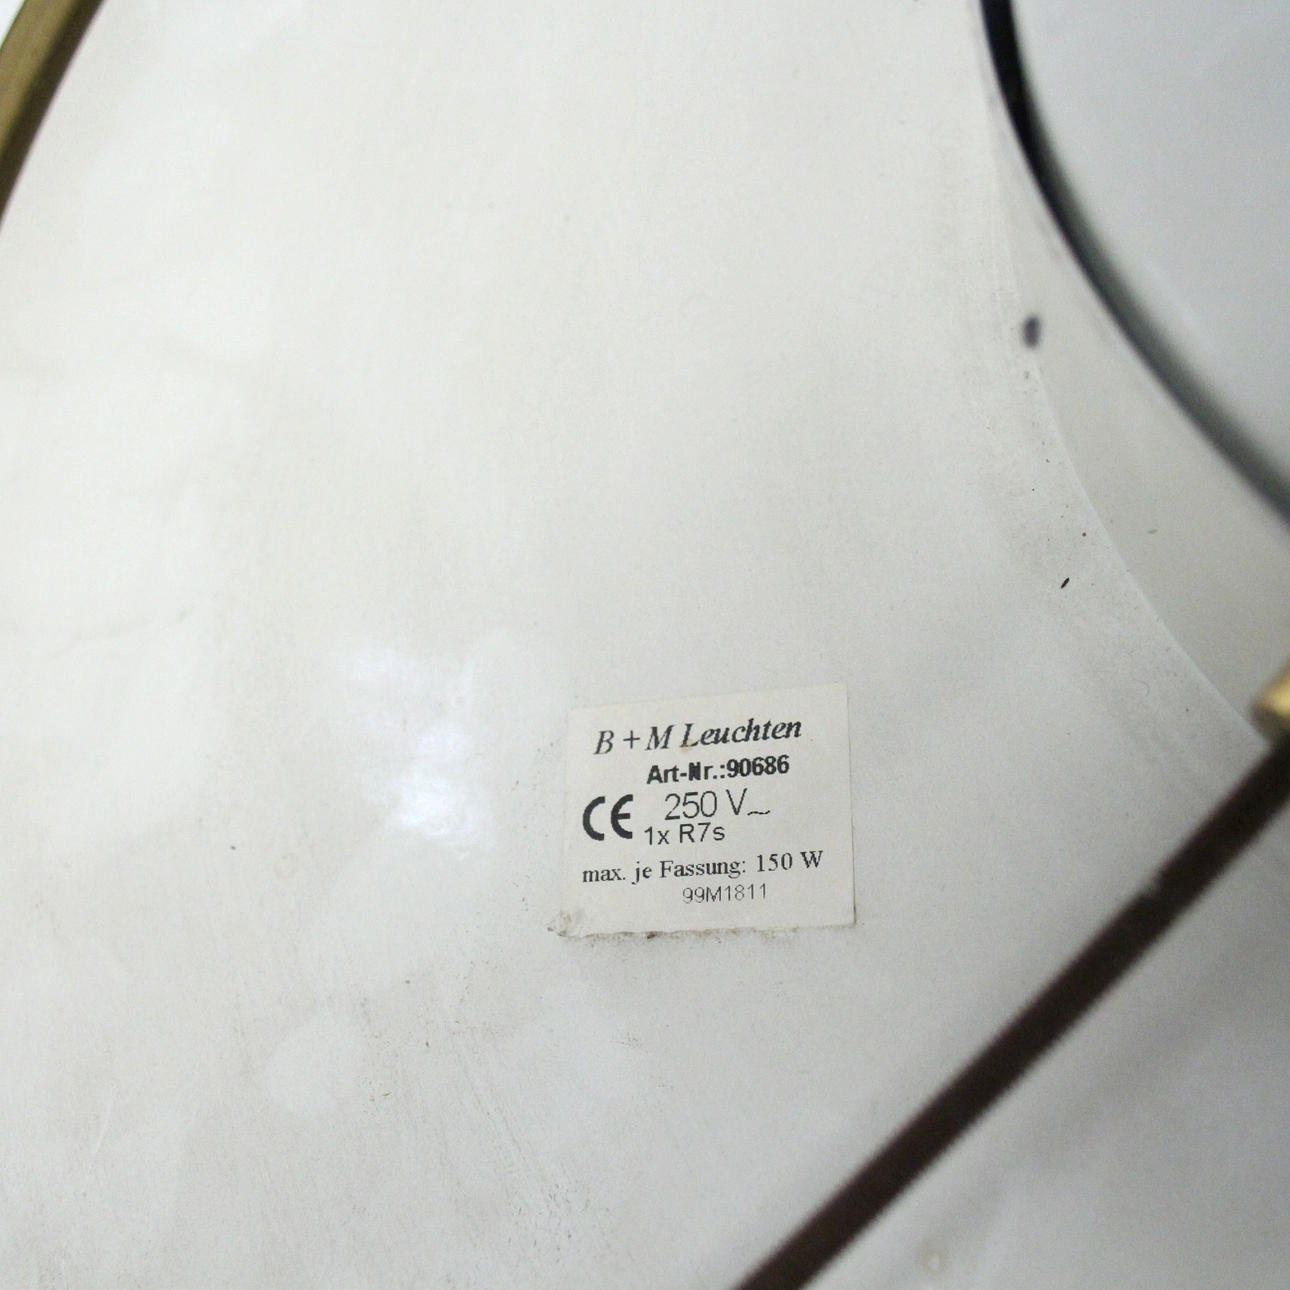 B + M Leuchten
Art-Nr.:90686
CE 250 V~
1x R7s
max. je Fassung: 150 W
99M1811